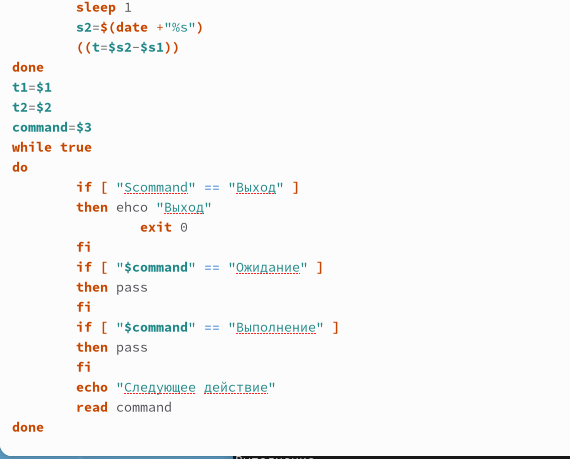 sleep 1
s2=$(date +"%s")
((t=$s2-$s1))
done
t1=$1
t2=$2
command=$3
while true
do
if [ "Scommand" == "Выход" ]
then ehco "Выход"
exit 0
fi
if [ "$command" == "Ожидание" ]
then pass
fi
if [ "$command" == "Выполнение" ]
then pass
fi
echo "Следующее действие"
read command
done